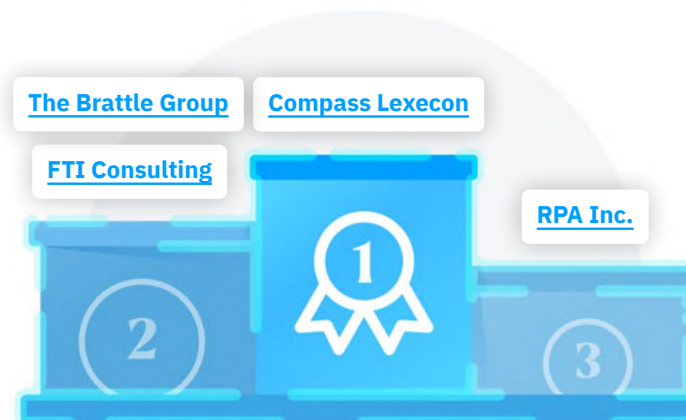 The Brattle Group
Compass Lexecon
FTI Consulting
RPA Inc.
1
2
3